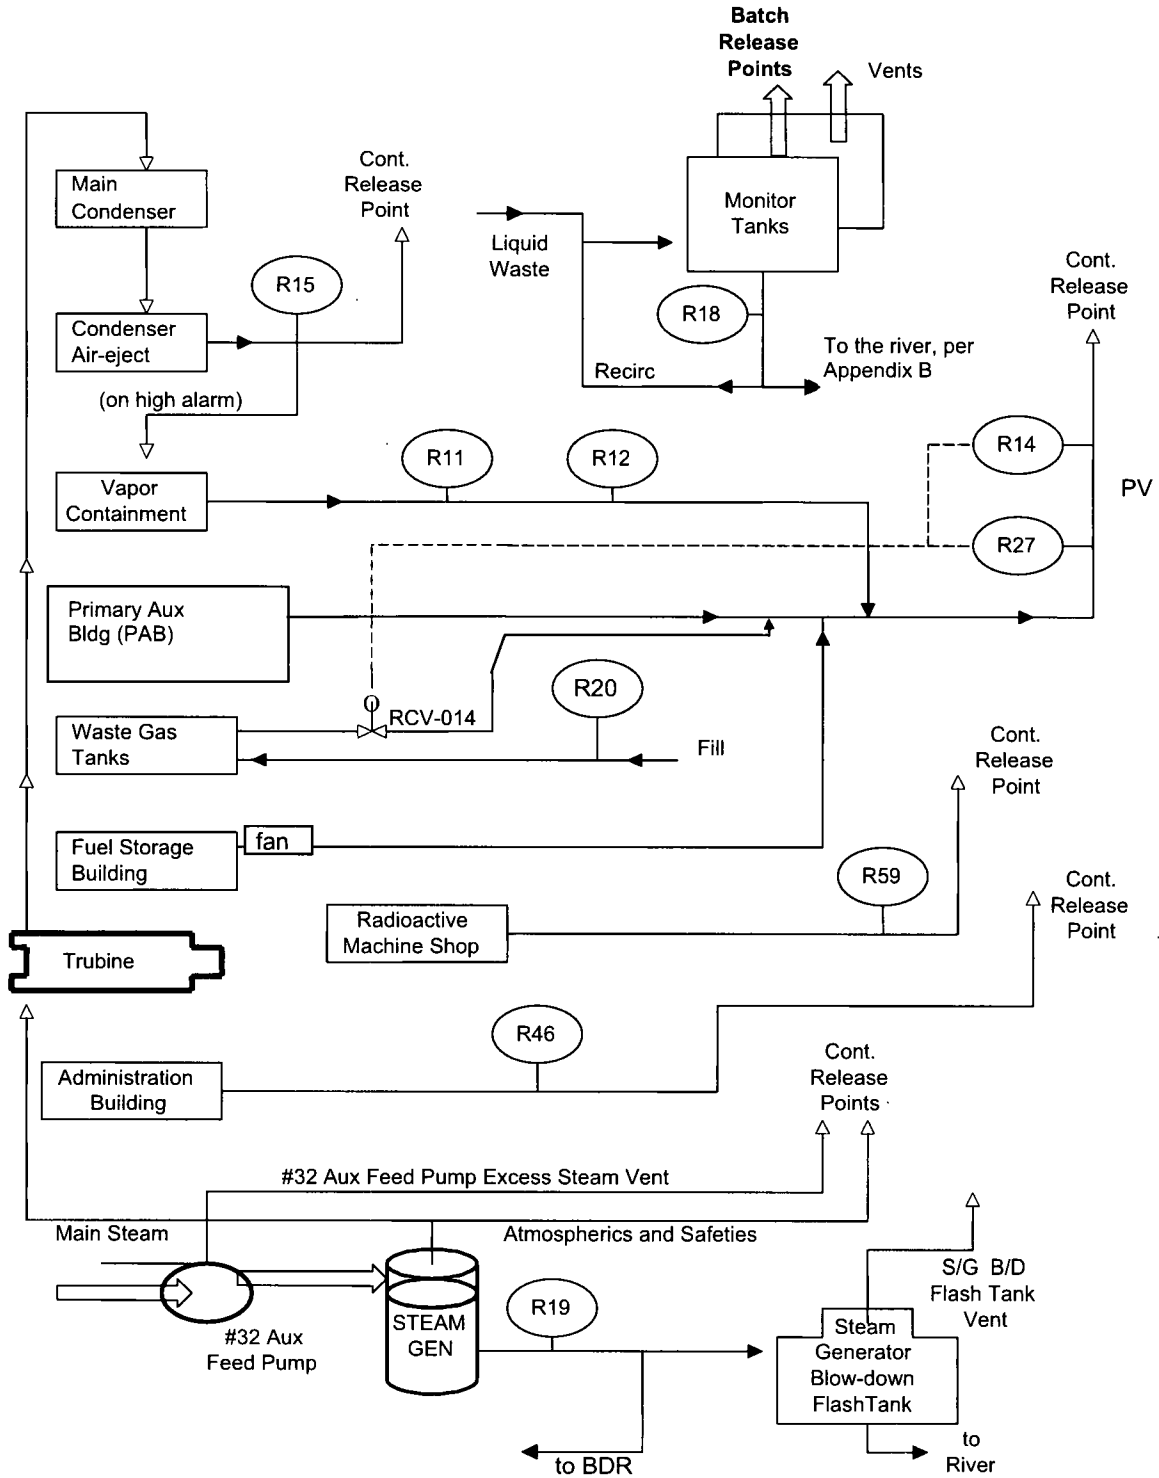 Batch
Release
Points
Vents
Cont.
Release
Point
Main
Condenser
Monitor
Tanks
Liquid
Waste
R15
Cont.
Release
Point
R18
Condenser
Air-eject
To the river, per
Appendix B
Recirc
(on high alarm)
R11
R12
R14
Vapor
Containment
PV
R27
Primary Aux
Bldg (PAB)
R20
RCV-014
Waste Gas
Tanks
Fill
Cont.
Release
Point
fan
Fuel Storage
Building
R59
Cont.
Release
Point
Radioactive
Machine Shop
Trubine
R46
Administration
Building
Cont.
Release
Points
#32 Aux Feed Pump Excess Steam Vent
Main Steam
Atmospherics and Safeties
S/G B/D
Flash Tank
Vent
R19
#32 Aux
Feed Pump
STEAM
GEN
Steam
Generator
Blow-down
FlashTank
to BDR
to
River